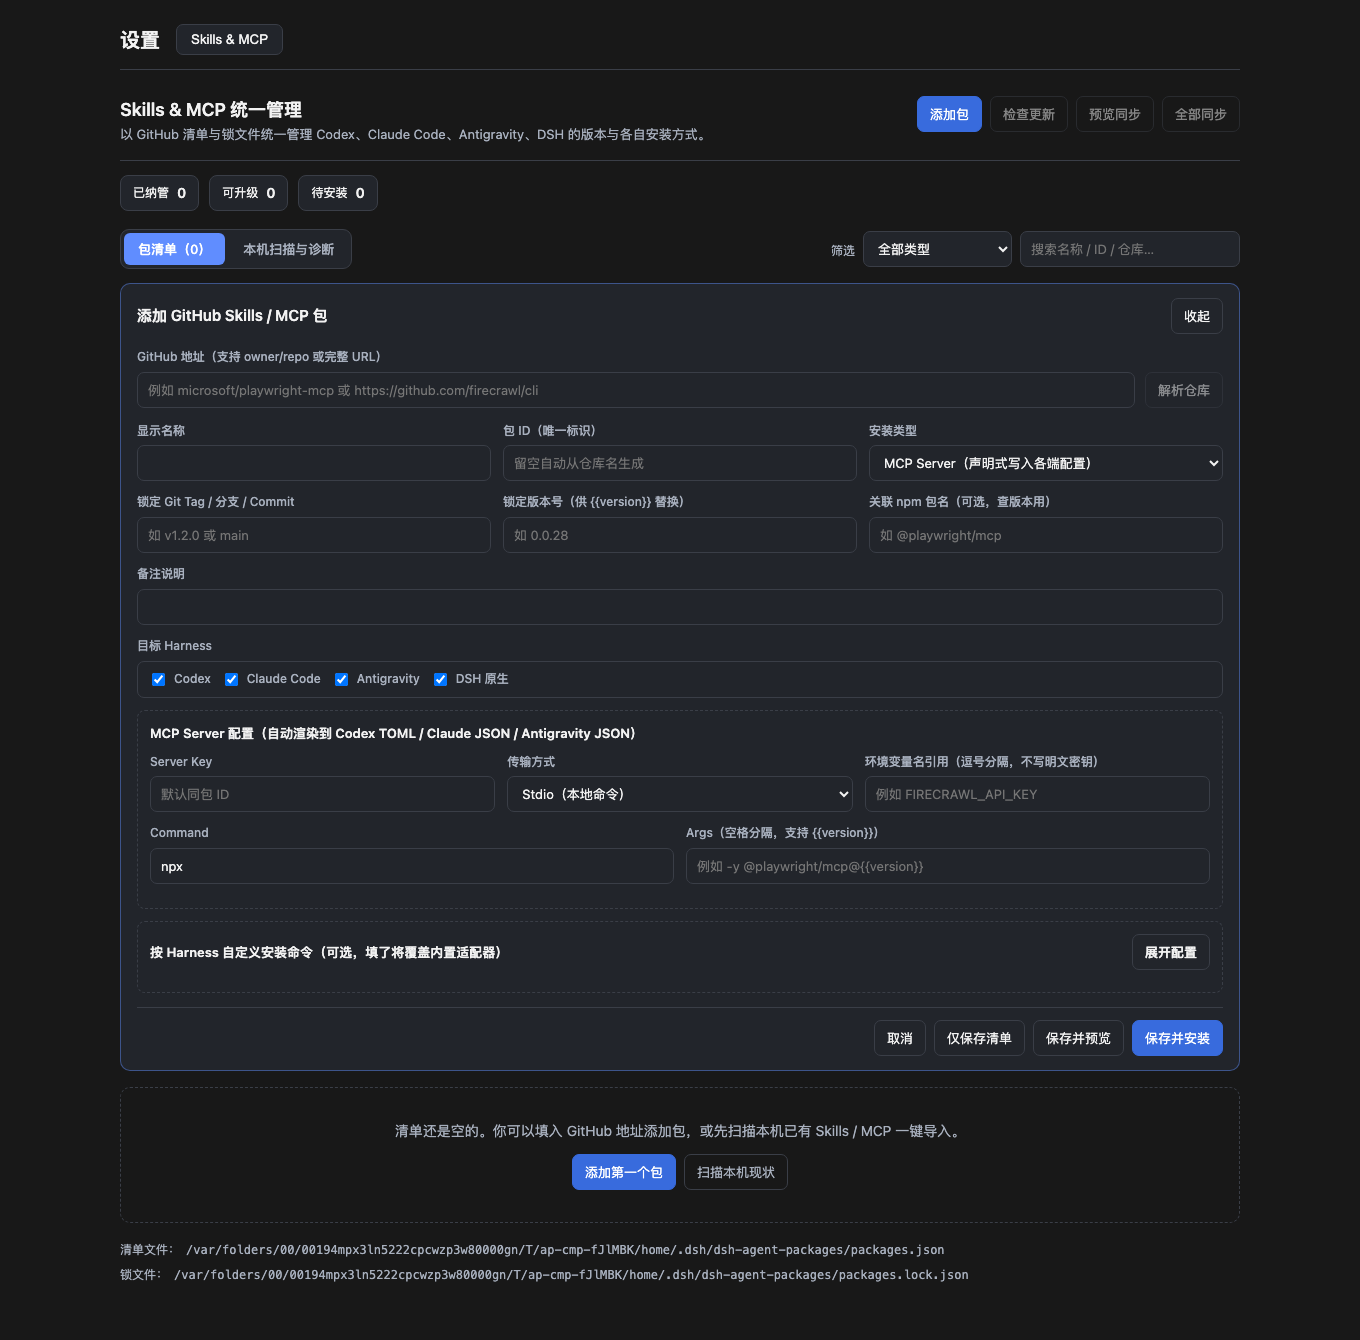 设置
Skills & MCP
Skills & MCP 统一管理
以 GitHub 清单与锁文件统一管理 Codex、Claude Code、Antigravity、DSH 的版本与各自安装方式。
添加包
检查更新
预览同步
全部同步
已纳管 0
可升级 0
待安装 0
包清单（0）
本机扫描与诊断
筛选
全部类型
搜索名称 / ID / 仓库...
添加 GitHub Skills / MCP 包
收起
GitHub 地址（支持 owner/repo 或完整 URL）
例如 microsoft/playwright-mcp 或 https://github.com/firecrawl/cli
解析仓库
显示名称
包 ID（唯一标识）
安装类型
留空自动从仓库名生成
MCP Server（声明式写入各端配置）
锁定 Git Tag / 分支 / Commit
锁定版本号（供 {{version}} 替换）
关联 npm 包名（可选，查版本用）
如 v1.2.0 或 main
如 0.0.28
如 @playwright/mcp
备注说明
目标 Harness
Codex
Claude Code
Antigravity
DSH 原生
MCP Server 配置（自动渲染到 Codex TOML / Claude JSON / Antigravity JSON）
Server Key
传输方式
环境变量名引用（逗号分隔，不写明文密钥）
默认同包 ID
Stdio（本地命令）
例如 FIRECRAWL_API_KEY
Command
Args（空格分隔，支持 {{version}}）
npx
例如 -y @playwright/mcp@{{version}}
按 Harness 自定义安装命令（可选，填了将覆盖内置适配器）
展开配置
取消
仅保存清单
保存并预览
保存并安装
清单还是空的。你可以填入 GitHub 地址添加包，或先扫描本机已有 Skills / MCP 一键导入。
添加第一个包
扫描本机现状
清单文件： /var/folders/00/00194mpx3ln5222cpcwzp3w80000gn/T/ap-cmp-fJlMBK/home/.dsh/dsh-agent-packages/packages.json
锁文件： /var/folders/00/00194mpx3ln5222cpcwzp3w80000gn/T/ap-cmp-fJlMBK/home/.dsh/dsh-agent-packages/packages.lock.json